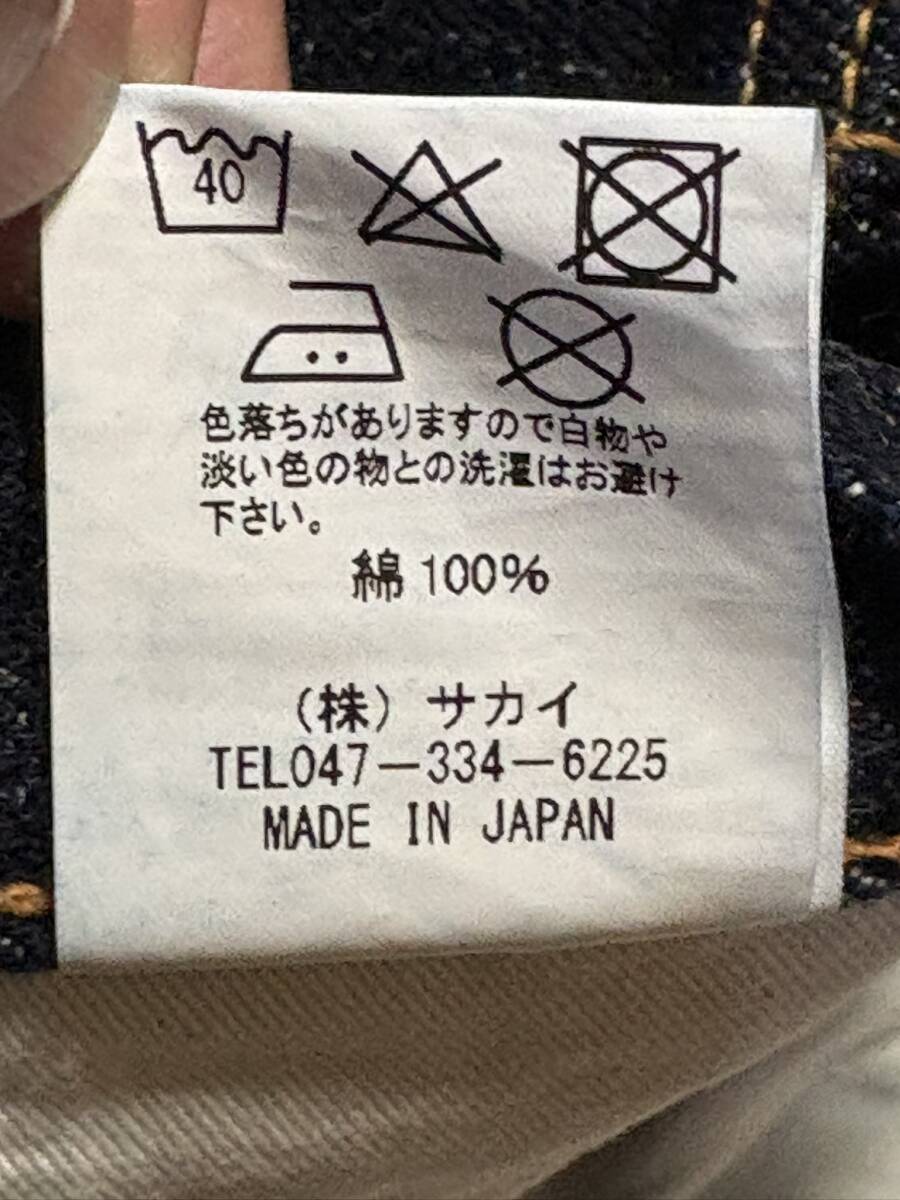 40
色落ちがありますので白物や
淡い色の物との洗濯はお避け
下さい。
綿 100%
（株）サカイ
TEL047-334-6225
MADE IN JAPAN